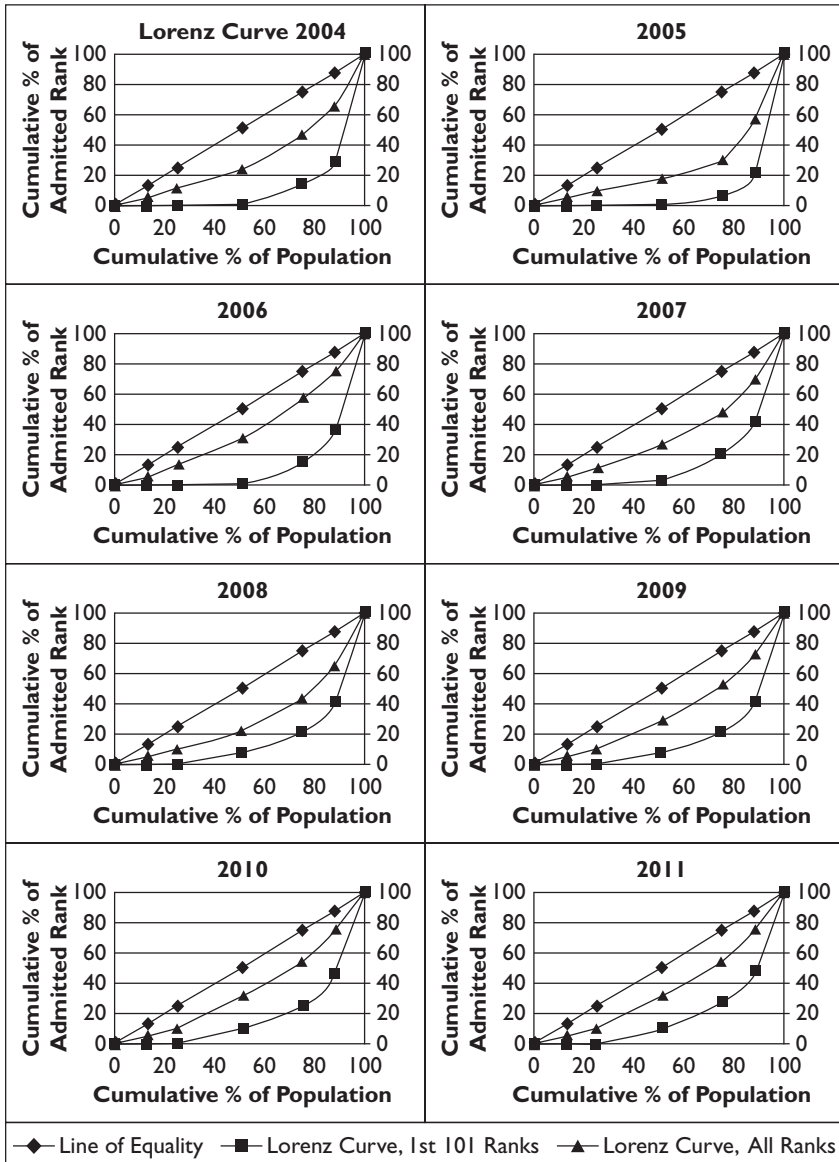 Lorenz Curve 2004
100 80 60 40 20 0
100 80 60 40 20 0
0 20 40 60 80 100
Cumulative % of
Admitted Rank
Cumulative % of Population
2005
100 80 60 40 20 0
100 80 60 40 20 0
0 20 40 60 80 100
Cumulative % of
Admitted Rank
Cumulative % of Population
2006
100 80 60 40 20 0
100 80 60 40 20 0
0 20 40 60 80 100
Cumulative % of
Admitted Rank
Cumulative % of Population
2007
100 80 60 40 20 0
100 80 60 40 20 0
0 20 40 60 80 100
Cumulative % of
Admitted Rank
Cumulative % of Population
2008
100 80 60 40 20 0
100 80 60 40 20 0
0 20 40 60 80 100
Cumulative % of
Admitted Rank
Cumulative % of Population
2009
100 80 60 40 20 0
100 80 60 40 20 0
0 20 40 60 80 100
Cumulative % of
Admitted Rank
Cumulative % of Population
2010
100 80 60 40 20 0
100 80 60 40 20 0
0 20 40 60 80 100
Cumulative % of
Admitted Rank
Cumulative % of Population
2011
100 80 60 40 20 0
100 80 60 40 20 0
0 20 40 60 80 100
Cumulative % of
Admitted Rank
Cumulative % of Population
Line of Equality Lorenz Curve, 1st 101 Ranks Lorenz Curve, All Ranks